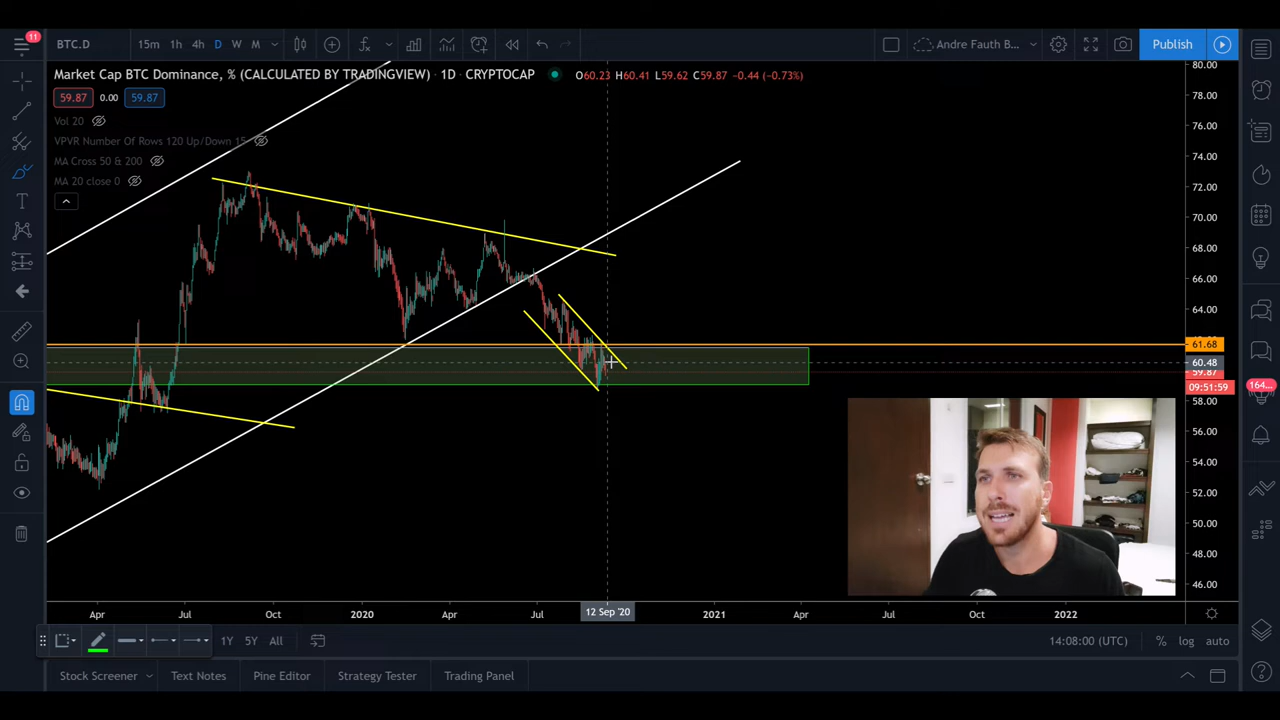 11
BTC.D 15m 1h 4h D W M Andre Fauth B... Publish
Market Cap BTC Dominance, % (CALCULATED BY TRADINGVIEW) · 1D · CRYPTOCAP O60.23 H60.41 L59.62 C59.87 −0.44 (−0.73%)
59.87 0.00 59.87
Vol 20
VPVR Number Of Rows 120 Up/Down 15
MA Cross 50 & 200
MA 20 close 0
80.00
78.00
76.00
74.00
72.00
70.00
68.00
66.00
64.00
61.68
60.48
59.87
09:51:59
164...
58.00
56.00
54.00
52.00
50.00
48.00
46.00
Apr Jul Oct 2020 Apr Jul 12 Sep '20 2021 Apr Jul Oct 2022
1Y 5Y All 14:08:00 (UTC) % log auto
Stock Screener Text Notes Pine Editor Strategy Tester Trading Panel